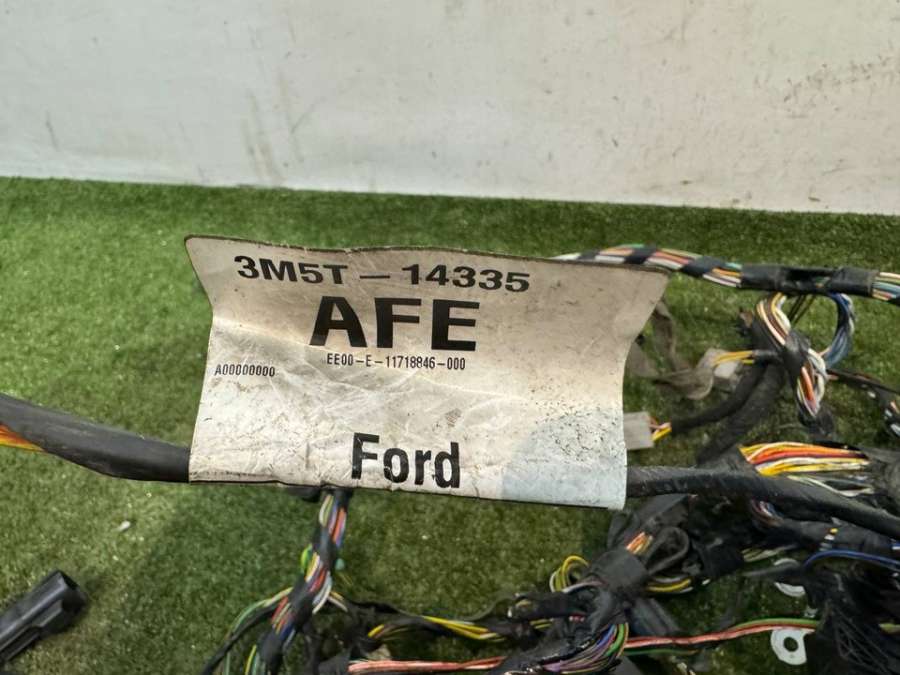 3M5T - 14335
AFE
EE00-E-11718846-000
A00000000
Ford